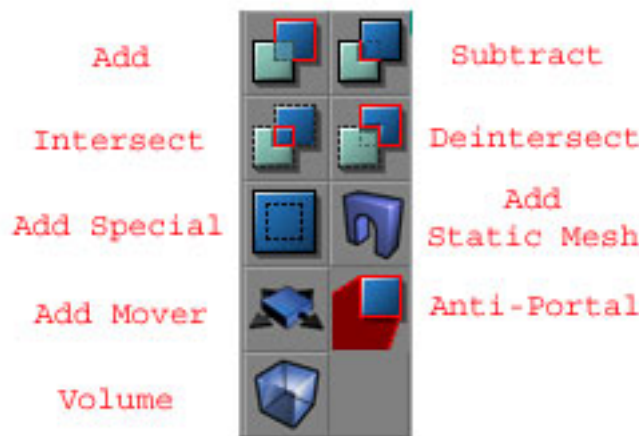 Add
Subtract
Intersect
Deintersect
Add Special
Add
Static Mesh
Add Mover
Anti-Portal
Volume